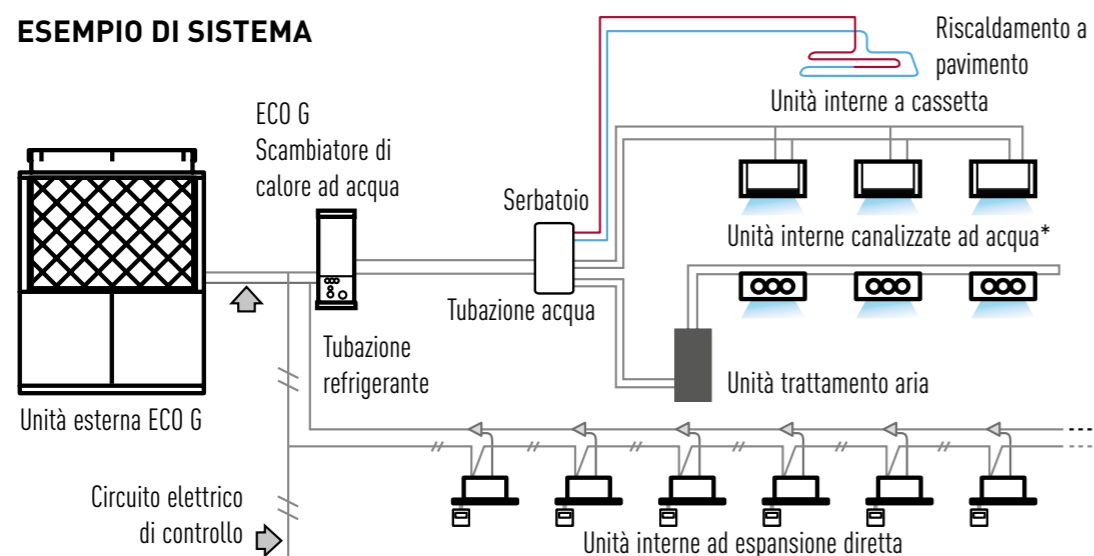 ESEMPIO DI SISTEMA
Riscaldamento a
pavimento
Unità interne a cassetta
ECO G
Scambiatore di
calore ad acqua
Serbatoio
Unità interne canalizzate ad acqua*
Tubazione acqua
Tubazione
refrigerante
Unità trattamento aria
Unità esterna ECO G
Circuito elettrico
di controllo
Unità interne ad espansione diretta